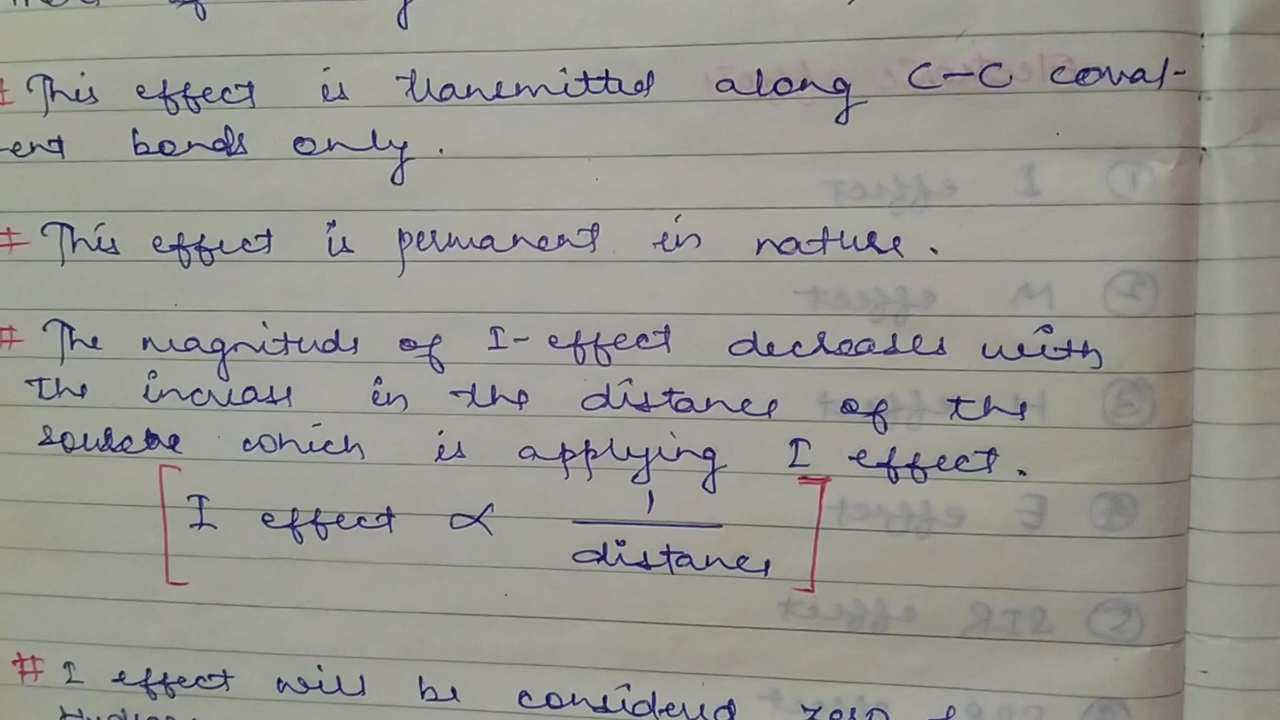 # This effect is transmitted along C-C coval-
ent bonds only.
# This effect is permanent in nature.
# The magnitude of I-effect decreases with
the increase in the distance of the
source which is applying I effect.
[I effect ∝ 1/distance]
# I effect will be considered zero